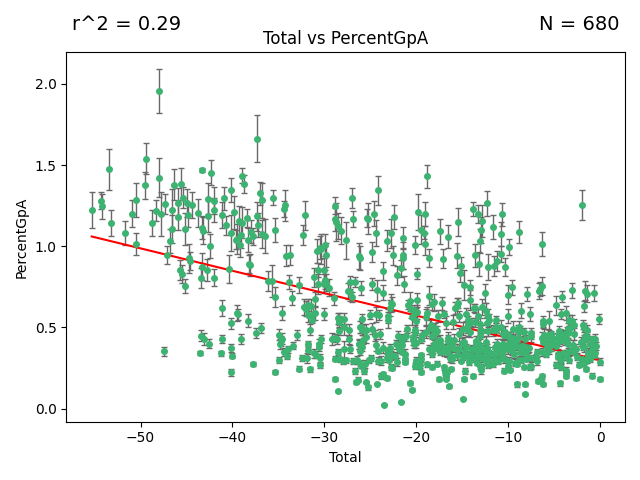 r^2 = 0.29
N = 680
Total vs PercentGpA
PercentGpA
2.0
1.5
1.0
0.5
0.0
−50
−40
−30
−20
−10
0
Total